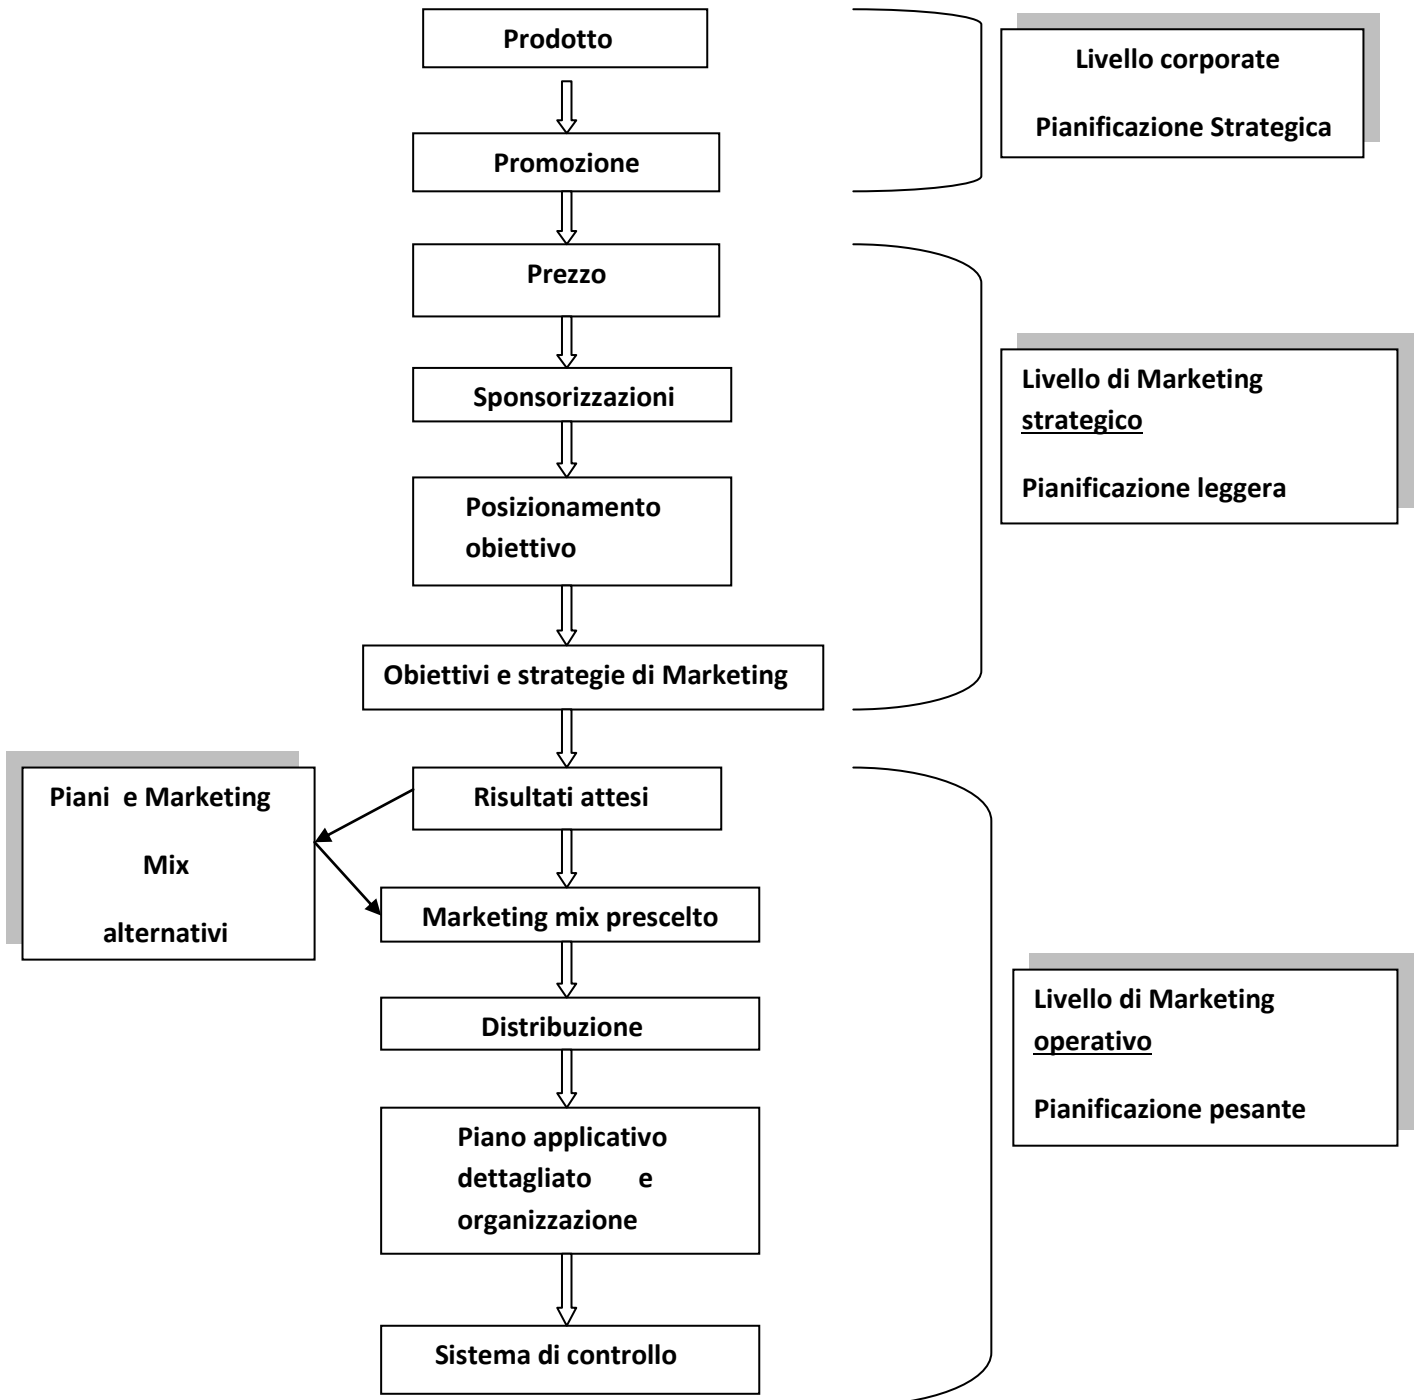 Prodotto
Livello corporate
Pianificazione Strategica
Promozione
Prezzo
Sponsorizzazioni
Livello di Marketing
strategico
Pianificazione leggera
Posizionamento
obiettivo
Obiettivi e strategie di Marketing
Piani e Marketing
Mix
alternativi
Risultati attesi
Marketing mix prescelto
Distribuzione
Livello di Marketing
operativo
Pianificazione pesante
Piano applicativo
dettagliato e
organizzazione
Sistema di controllo